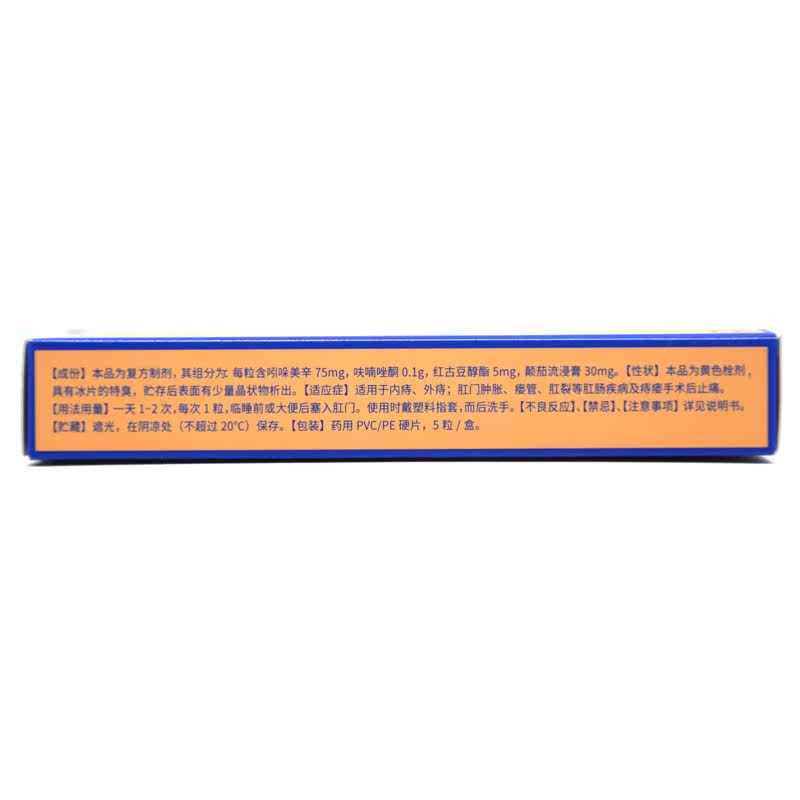 【成份】本品为复方制剂，其组分为：每粒含吲哚美辛 75mg，呋喃唑酮 0.1g，红古豆醇酯 5mg，颠茄流浸膏 30mg。【性状】本品为黄色栓剂，
具有冰片的特臭，贮存后表面有少量晶状物析出。【适应症】适用于内痔、外痔；肛门肿胀、瘘管、肛裂等肛肠疾病及痔瘘手术后止痛。
【用法用量】一天 1~2 次，每次 1 粒，临睡前或大便后塞入肛门。使用时戴塑料指套，而后洗手。【不良反应】、【禁忌】、【注意事项】详见说明书。
【贮藏】遮光，在阴凉处（不超过 20℃）保存。【包装】药用 PVC/PE 硬片，5 粒 / 盒。